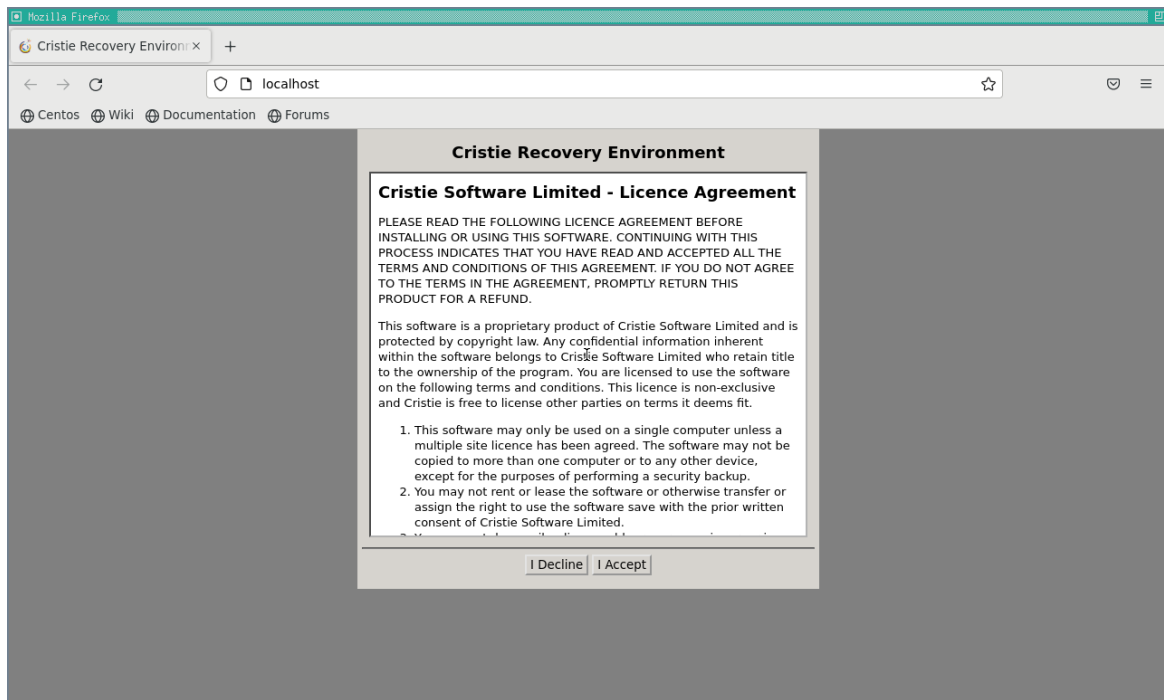 Mozilla Firefox
Cristie Recovery Environ
localhost
Centos Wiki Documentation Forums
Cristie Recovery Environment
Cristie Software Limited - Licence Agreement
PLEASE READ THE FOLLOWING LICENCE AGREEMENT BEFORE
INSTALLING OR USING THIS SOFTWARE. CONTINUING WITH THIS
PROCESS INDICATES THAT YOU HAVE READ AND ACCEPTED ALL THE
TERMS AND CONDITIONS OF THIS AGREEMENT. IF YOU DO NOT AGREE
TO THE TERMS IN THE AGREEMENT, PROMPTLY RETURN THIS
PRODUCT FOR A REFUND.
This software is a proprietary product of Cristie Software Limited and is
protected by copyright law. Any confidential information inherent
within the software belongs to Cristie Software Limited who retain title
to the ownership of the program. You are licensed to use the software
on the following terms and conditions. This licence is non-exclusive
and Cristie is free to license other parties on terms it deems fit.
1. This software may only be used on a single computer unless a
multiple site licence has been agreed. The software may not be
copied to more than one computer or to any other device,
except for the purposes of performing a security backup.
2. You may not rent or lease the software or otherwise transfer or
assign the right to use the software save with the prior written
consent of Cristie Software Limited.
I Decline I Accept